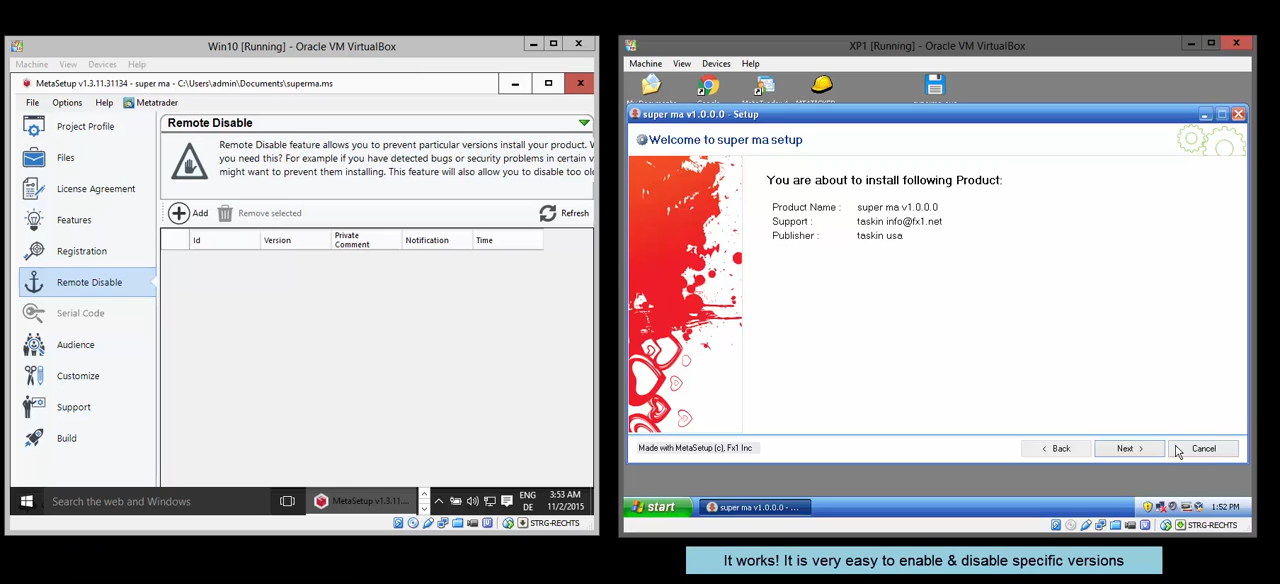 Win10 [Running] - Oracle VM VirtualBox
Machine View Devices Help
MetaSetup v1.3.11.31134 - super ma - C:\Users\admin\Documents\superma.ms
File Options Help Metatrader
Project Profile
Files
License Agreement
Features
Registration
Remote Disable
Serial Code
Audience
Customize
Support
Build
Remote Disable
Remote Disable feature allows you to prevent particular versions install your product. W
you need this? For example if you have detected bugs or security problems in certain v
might want to prevent them installing. This feature will also allow you to disable too ol
Add Remove selected Refresh
Id Version Private Comment Notification Time
Search the web and Windows
MetaSetup v1.3.11....
ENG
DE
3:53 AM
11/2/2015
STRG-RECHTS
XP1 [Running] - Oracle VM VirtualBox
Machine View Devices Help
super ma v1.0.0.0 - Setup
Welcome to super ma setup
You are about to install following Product:
Product Name : super ma v1.0.0.0
Support : taskin info@fx1.net
Publisher : taskin usa
Made with MetaSetup (c), Fx1 Inc
< Back Next > Cancel
start
super ma v1.0.0.0 - ...
1:52 PM
STRG-RECHTS
It works! It is very easy to enable & disable specific versions